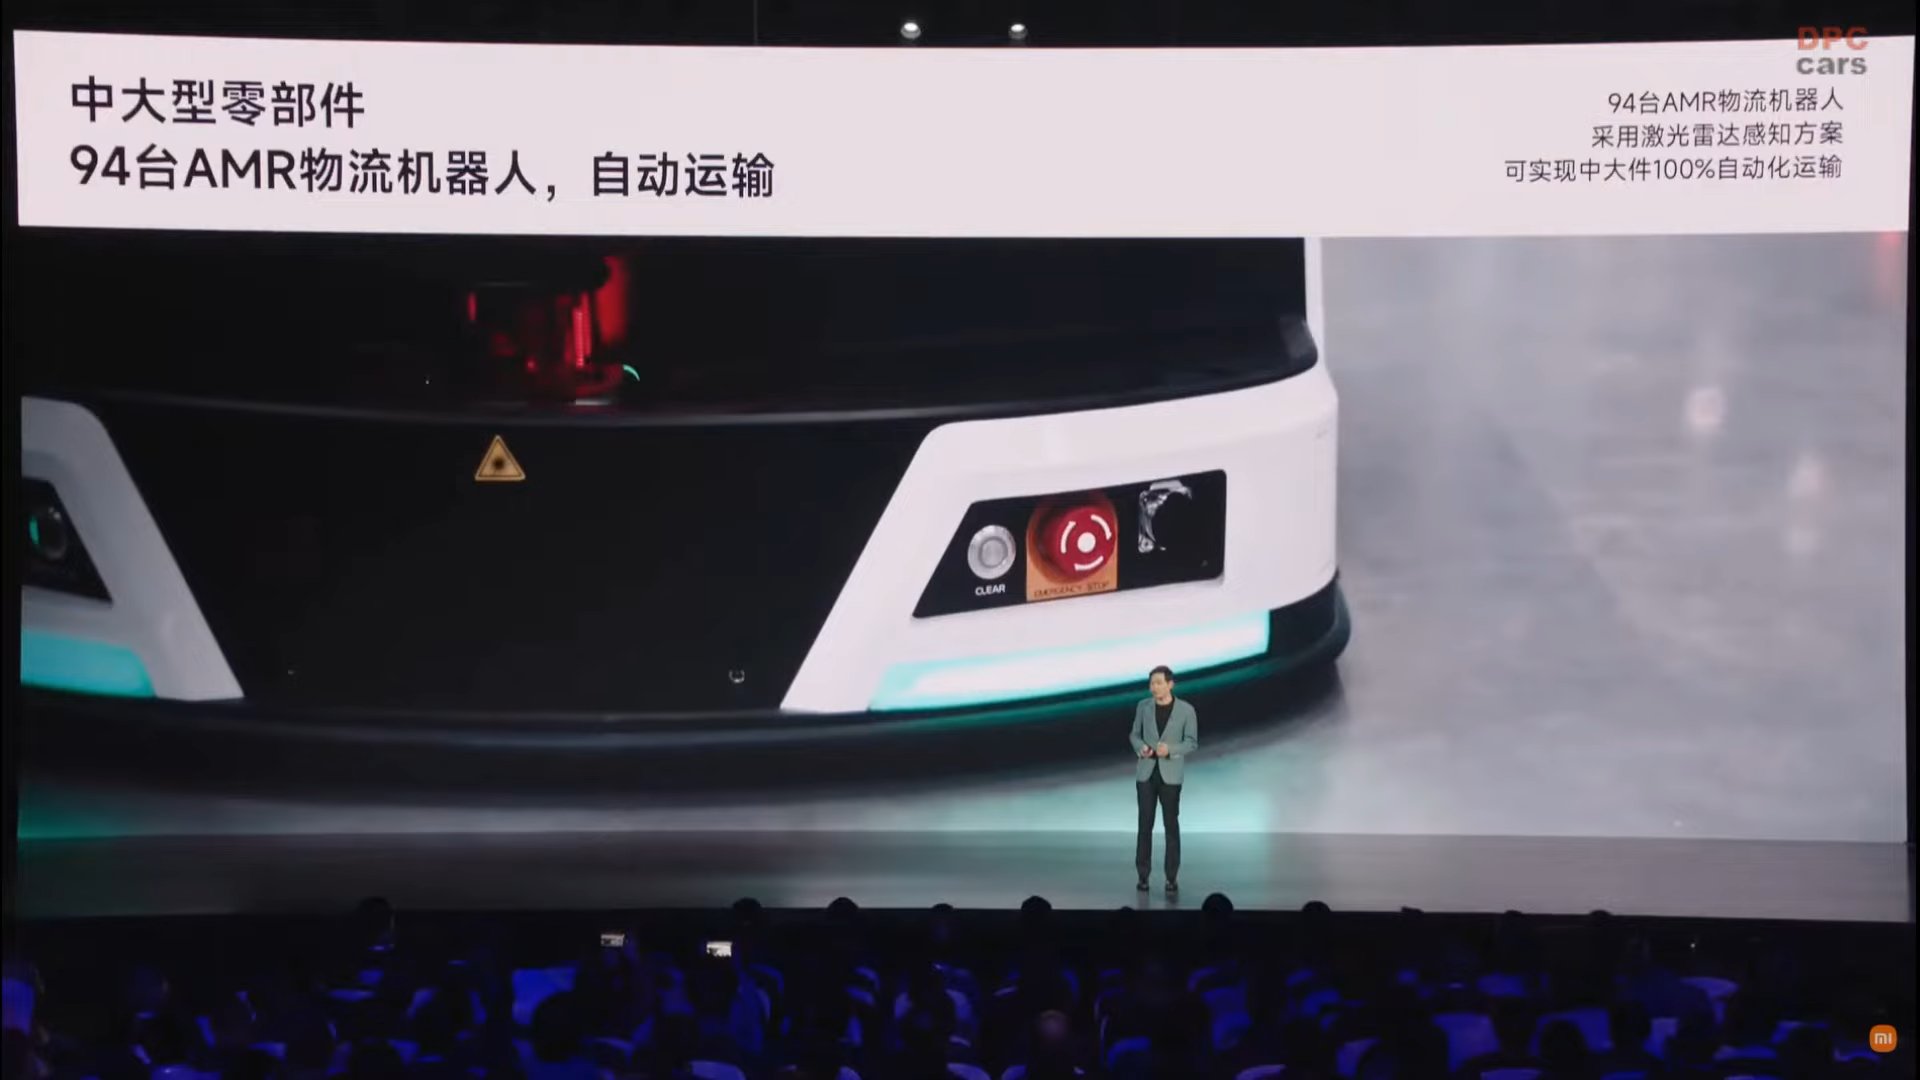 中大型零部件
94台AMR物流机器人，自动运输
DPC
cars
94台AMR物流机器人
采用激光雷达感知方案
可实现中大件100%自动化运输
CLEAR
EMERGENCY STOP
mi